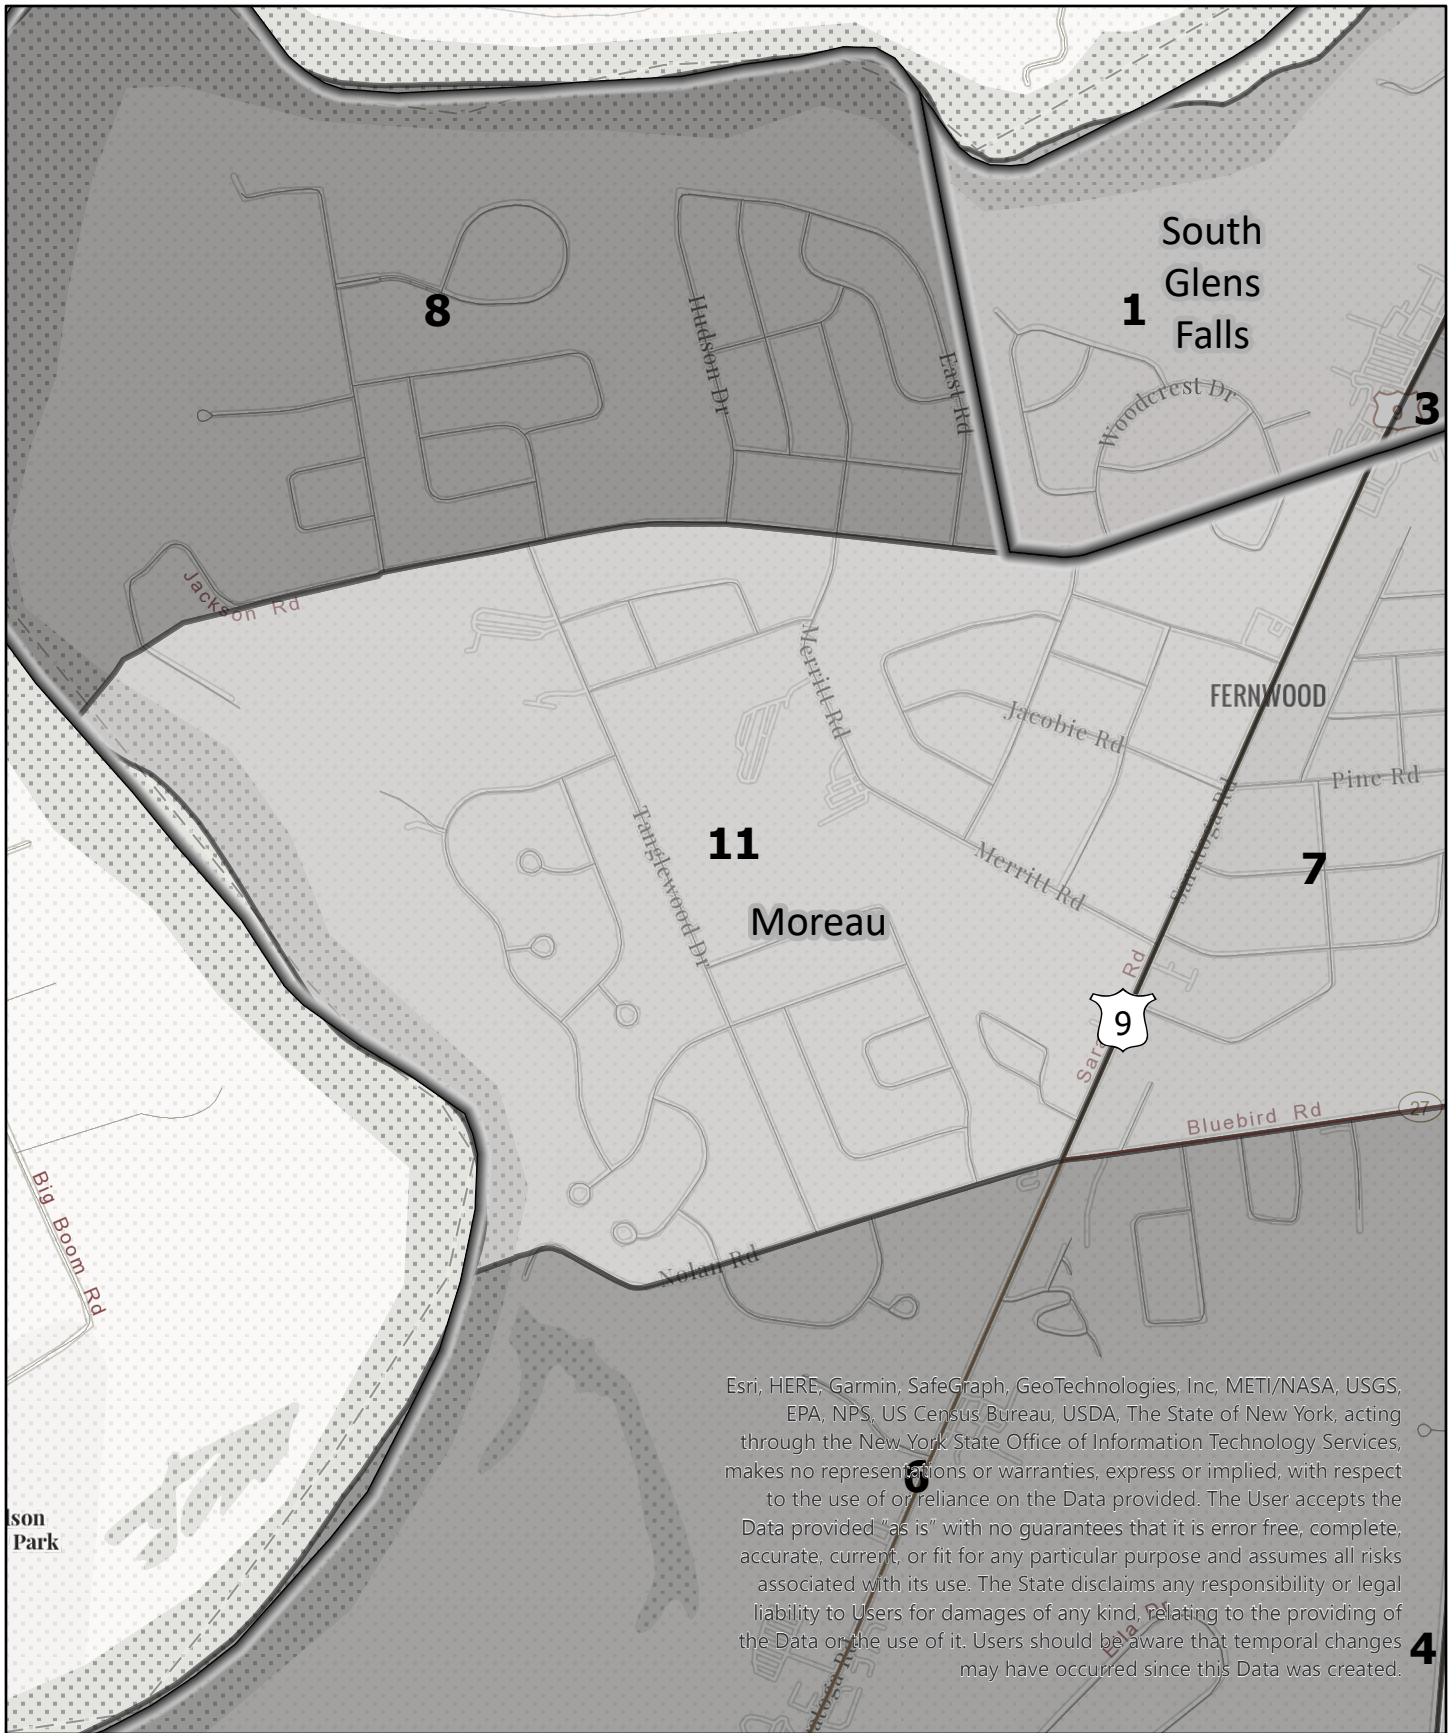 South
Glens
Falls
8
1
Hudson Dr
East Rd
Woodcrest Dr
9
3
Jackson Rd
Merritt Rd
FERNWOOD
Jacobie Rd
Pine Rd
Tanglewood Dr
11
Saratoga Rd
7
Merritt Rd
Moreau
Rd
9
Sara
27
Bluebird Rd
Big Boom Rd
Nolan Rd
Esri, HERE, Garmin, SafeGraph, GeoTechnologies, Inc, METI/NASA, USGS,
EPA, NPS, US Census Bureau, USDA, The State of New York, acting
through the New York State Office of Information Technology Services,
makes no representations or warranties, express or implied, with respect
to the use of or reliance on the Data provided. The User accepts the
Data provided "as is" with no guarantees that it is error free, complete,
accurate, current, or fit for any particular purpose and assumes all risks
associated with its use. The State disclaims any responsibility or legal
liability to Users for damages of any kind, relating to the providing of
the Data or the use of it. Users should be aware that temporal changes
may have occurred since this Data was created.
6
lson
Park
Ella Dr
4
atoga Rd